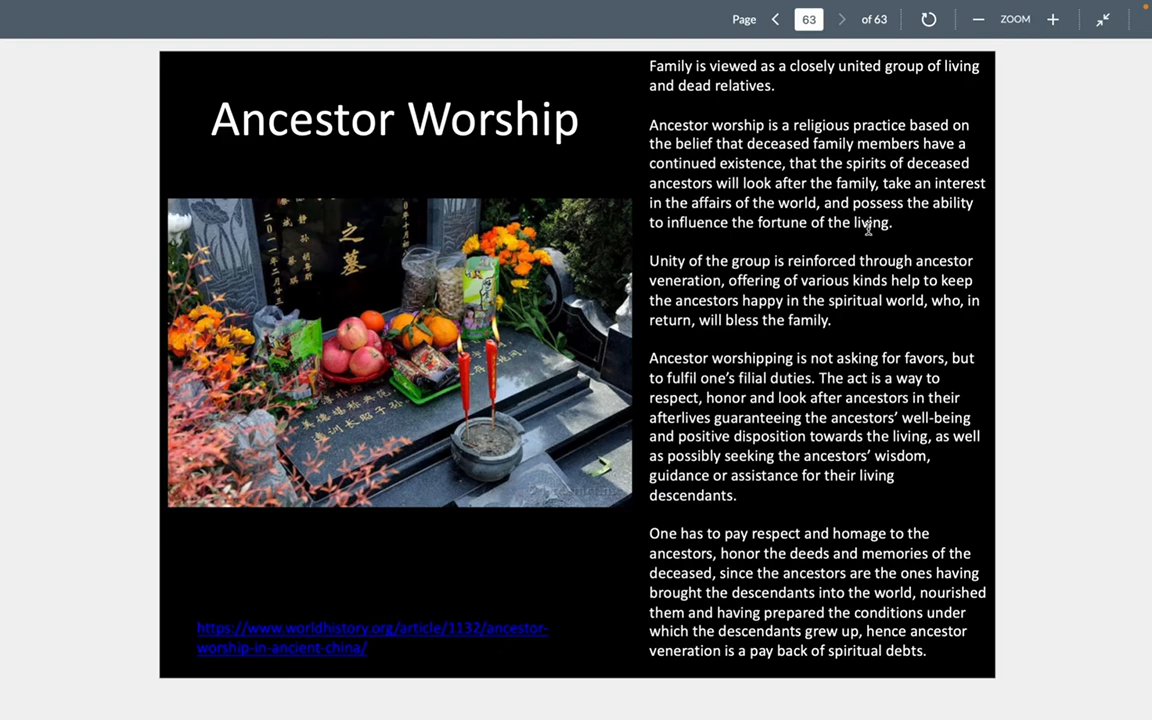 Page
63
of 63
ZOOM
Ancestor Worship
之
墓
https://www.worldhistory.org/article/1132/ancestor-
worship-in-ancient-china/
Family is viewed as a closely united group of living
and dead relatives.
Ancestor worship is a religious practice based on
the belief that deceased family members have a
continued existence, that the spirits of deceased
ancestors will look after the family, take an interest
in the affairs of the world, and possess the ability
to influence the fortune of the living.
Unity of the group is reinforced through ancestor
veneration, offering of various kinds help to keep
the ancestors happy in the spiritual world, who, in
return, will bless the family.
Ancestor worshipping is not asking for favors, but
to fulfil one’s filial duties. The act is a way to
respect, honor and look after ancestors in their
afterlives guaranteeing the ancestors’ well-being
and positive disposition towards the living, as well
as possibly seeking the ancestors’ wisdom,
guidance or assistance for their living
descendants.
One has to pay respect and homage to the
ancestors, honor the deeds and memories of the
deceased, since the ancestors are the ones having
brought the descendants into the world, nourished
them and having prepared the conditions under
which the descendants grew up, hence ancestor
veneration is a pay back of spiritual debts.